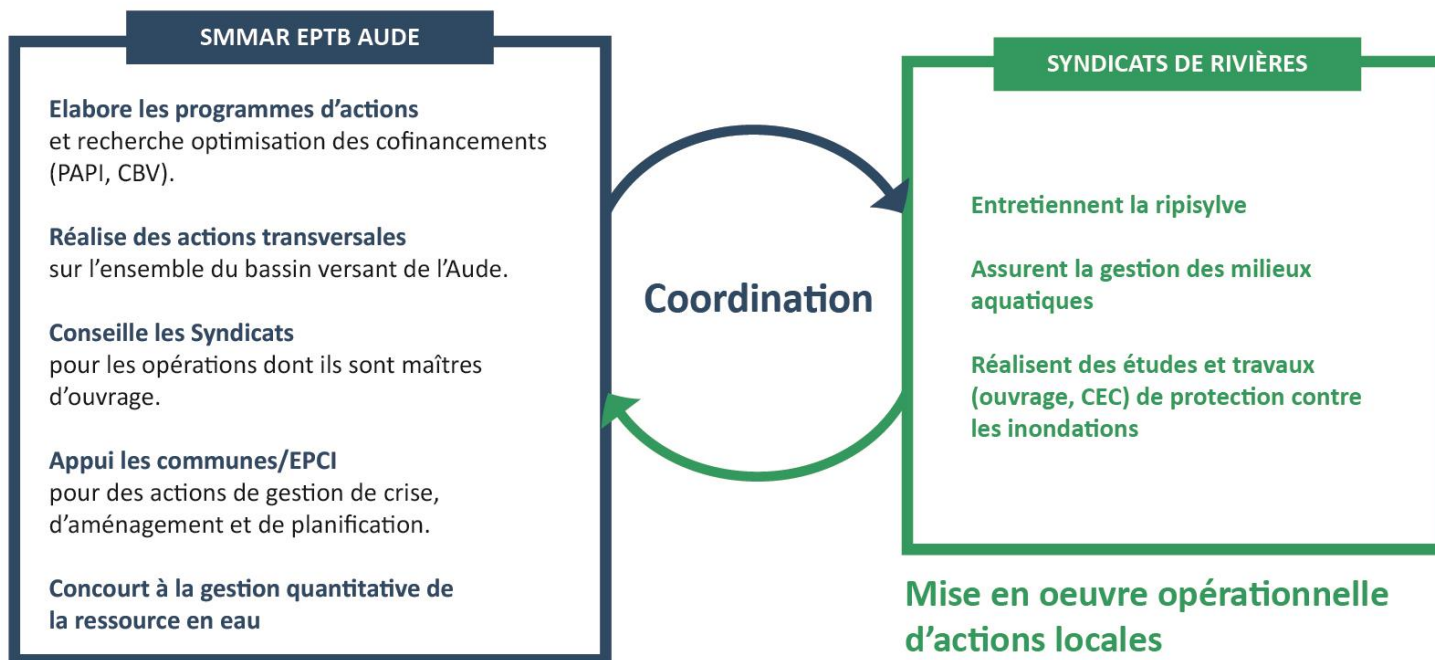 SMMAR EPTB AUDE
Elabore les programmes d'actions
et recherche optimisation des cofinancements
(PAPI, CBV).
Réalise des actions transversales
sur l'ensemble du bassin versant de l'Aude.
Conseille les Syndicats
pour les opérations dont ils sont maîtres
d'ouvrage.
Appui les communes/EPCI
pour des actions de gestion de crise,
d'aménagement et de planification.
Concourt à la gestion quantitative de
la ressource en eau
Coordination
SYNDICATS DE RIVIÈRES
Entretiennent la ripisylve
Assurent la gestion des milieux
aquatiques
Réalisent des études et travaux
(ouvrage, CEC) de protection contre
les inondations
Mise en oeuvre opérationnelle
d'actions locales